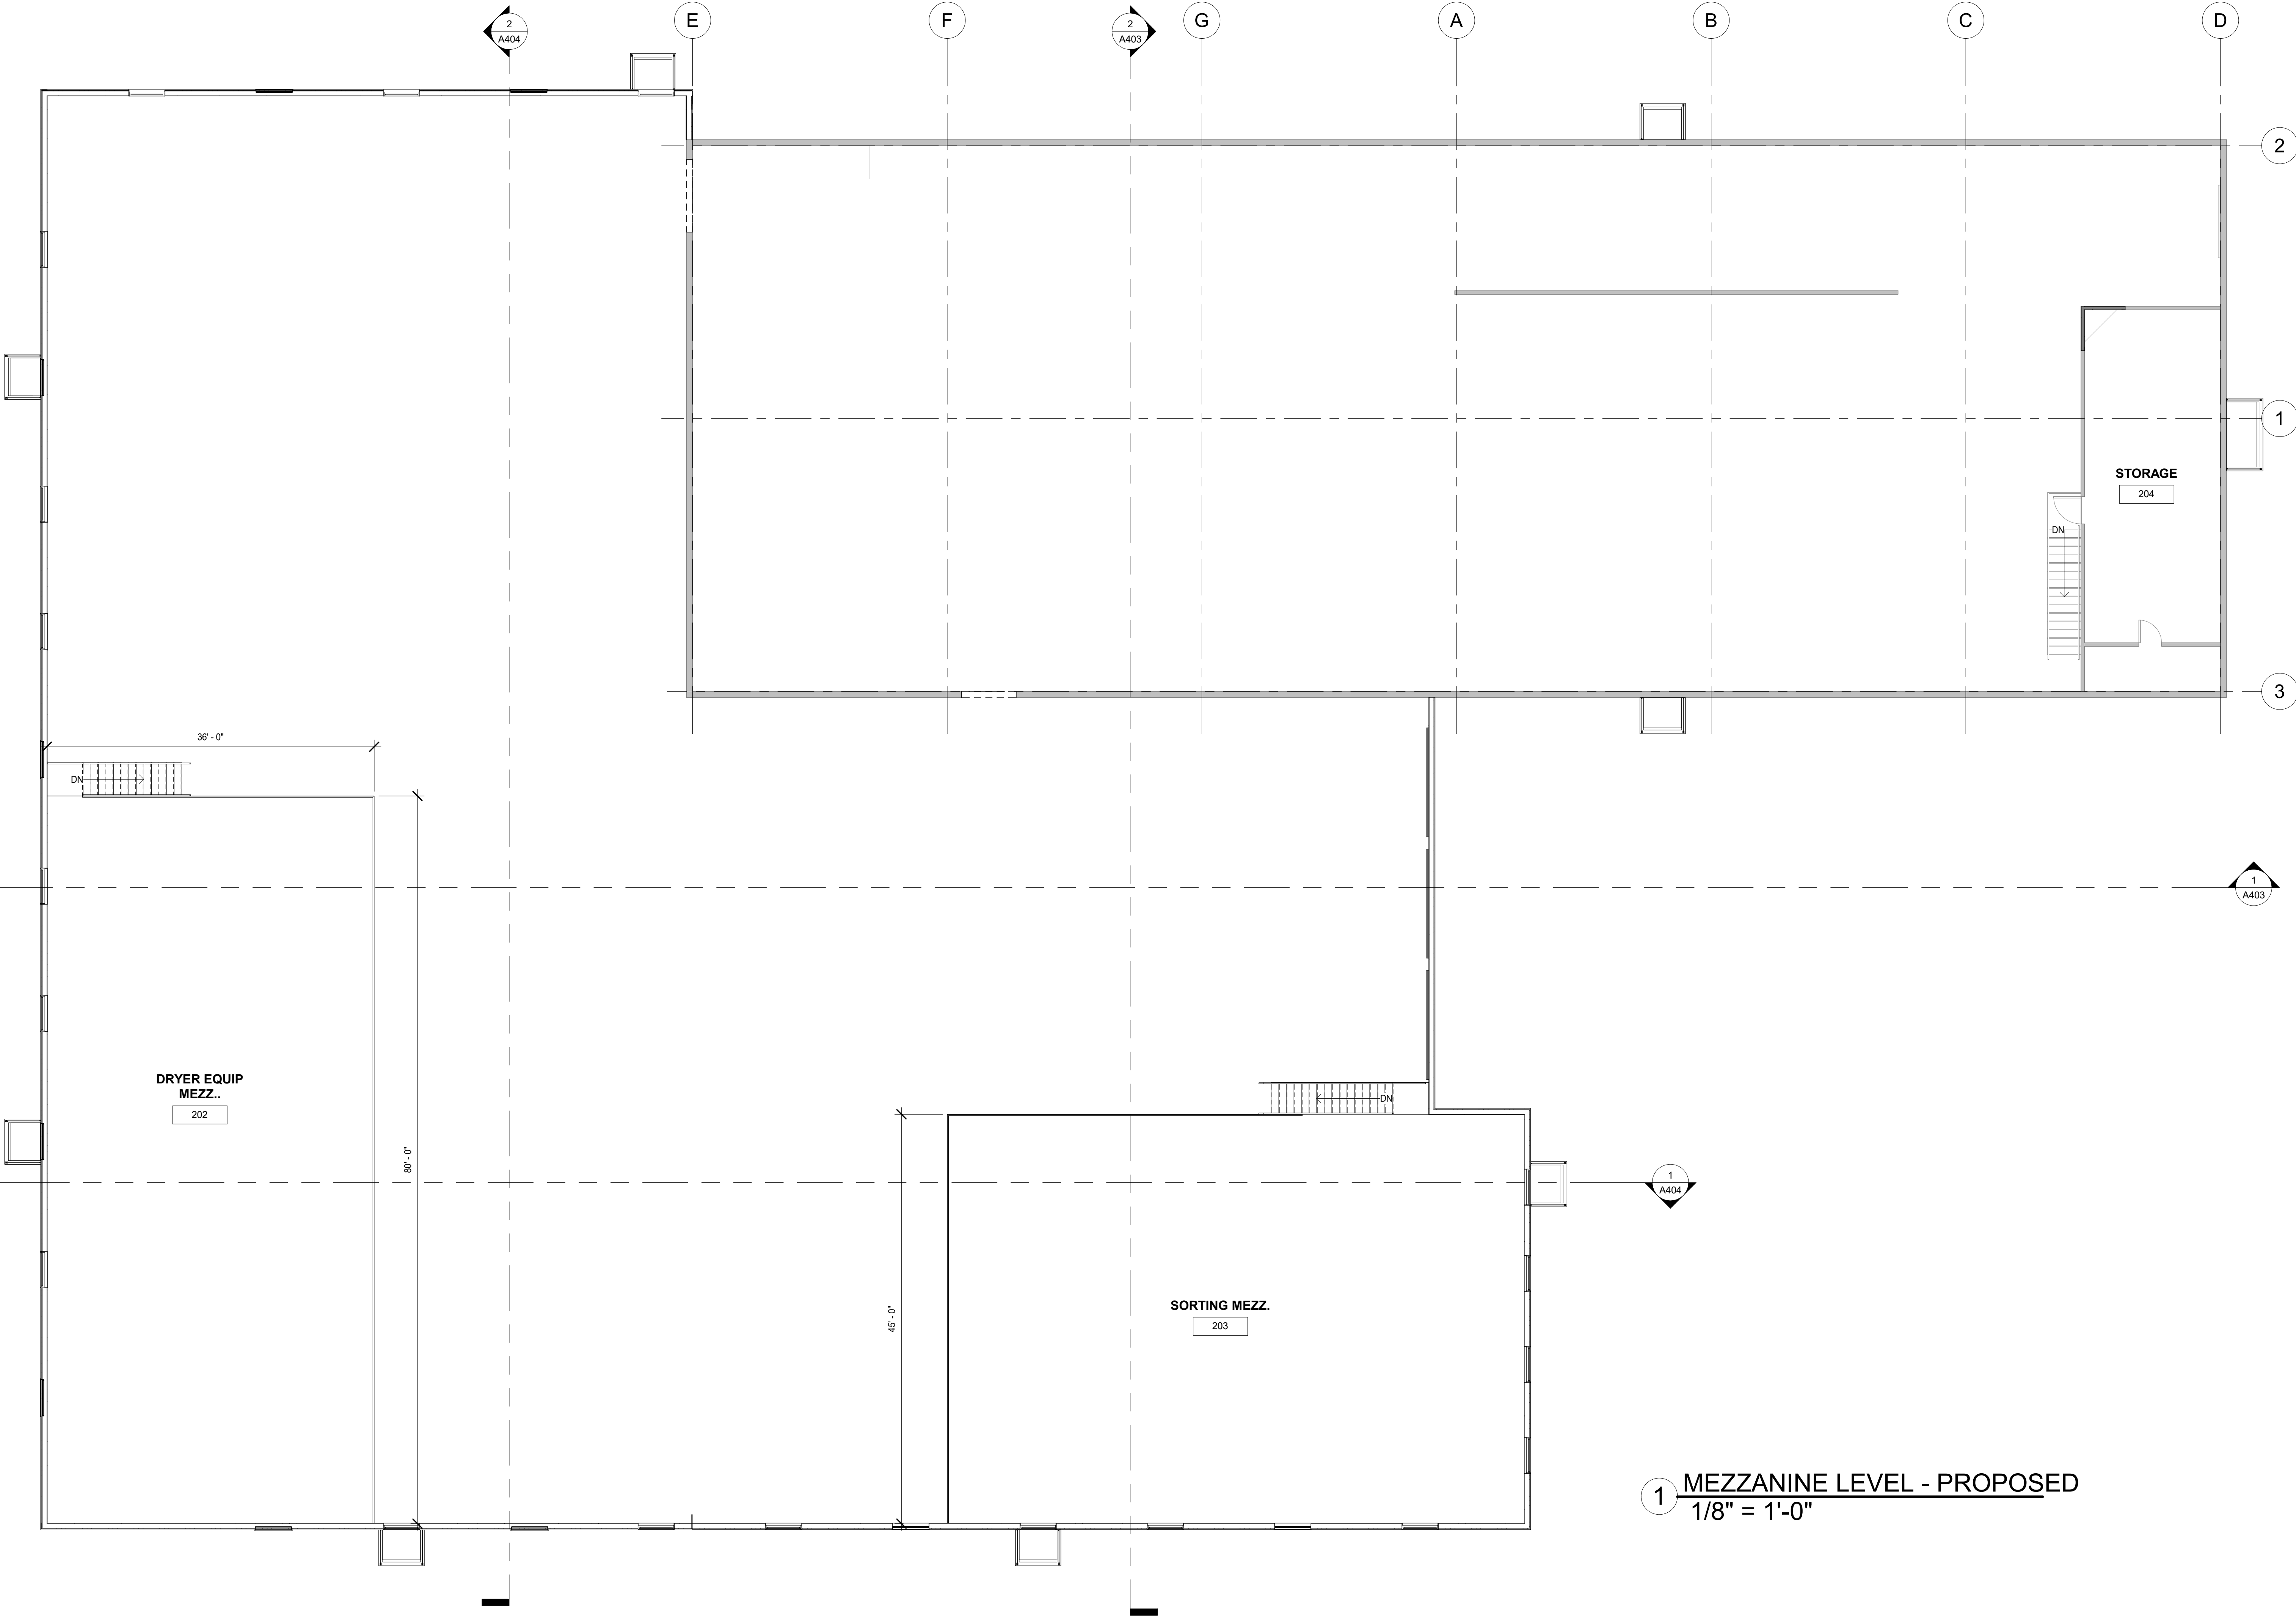 2
A404
E
F
2
A403
G
A
B
C
D
2
1
STORAGE
204
DN
3
36' - 0"
DN
1
A403
DRYER EQUIP
MEZZ..
202
80' - 0"
DN
1
A404
45' - 0"
SORTING MEZZ.
203
1
MEZZANINE LEVEL - PROPOSED
1/8" = 1'-0"